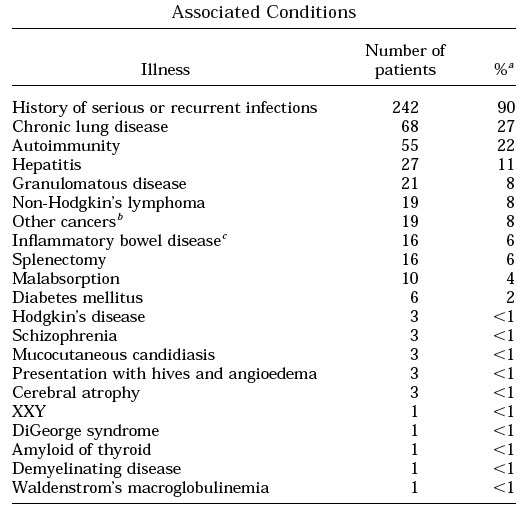 Associated Conditions
Illness Number of patients %a
History of serious or recurrent infections 242 90
Chronic lung disease 68 27
Autoimmunity 55 22
Hepatitis 27 11
Granulomatous disease 21 8
Non-Hodgkin's lymphoma 19 8
Other cancersb 19 8
Inflammatory bowel diseasec 16 6
Splenectomy 16 6
Malabsorption 10 4
Diabetes mellitus 6 2
Hodgkin's disease 3 <1
Schizophrenia 3 <1
Mucocutaneous candidiasis 3 <1
Presentation with hives and angioedema 3 <1
Cerebral atrophy 3 <1
XXY 1 <1
DiGeorge syndrome 1 <1
Amyloid of thyroid 1 <1
Demyelinating disease 1 <1
Waldenstrom's macroglobulinemia 1 <1